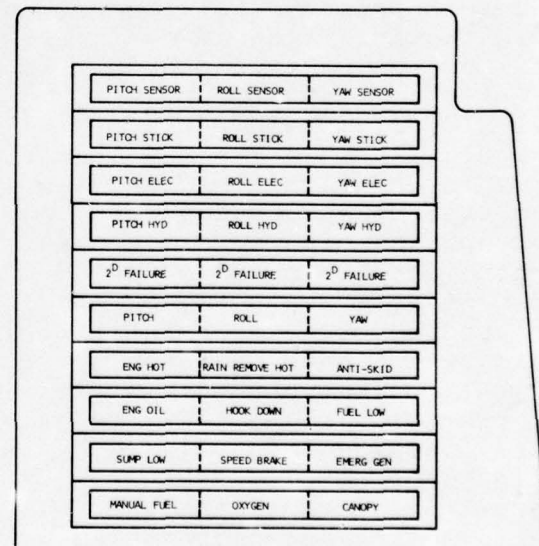 PITCH SENSOR ROLL SENSOR YAW SENSOR
PITCH STICK ROLL STICK YAW STICK
PITCH ELEC ROLL ELEC YAW ELEC
PITCH HYD ROLL HYD YAW HYD
2D FAILURE 2D FAILURE 2D FAILURE
PITCH ROLL YAW
ENG HOT RAIN REMOVE HOT ANTI-SKID
ENG OIL HOOK DOWN FUEL LOW
SUMP LOW SPEED BRAKE EMERG GEN
MANUAL FUEL OXYGEN CANOPY